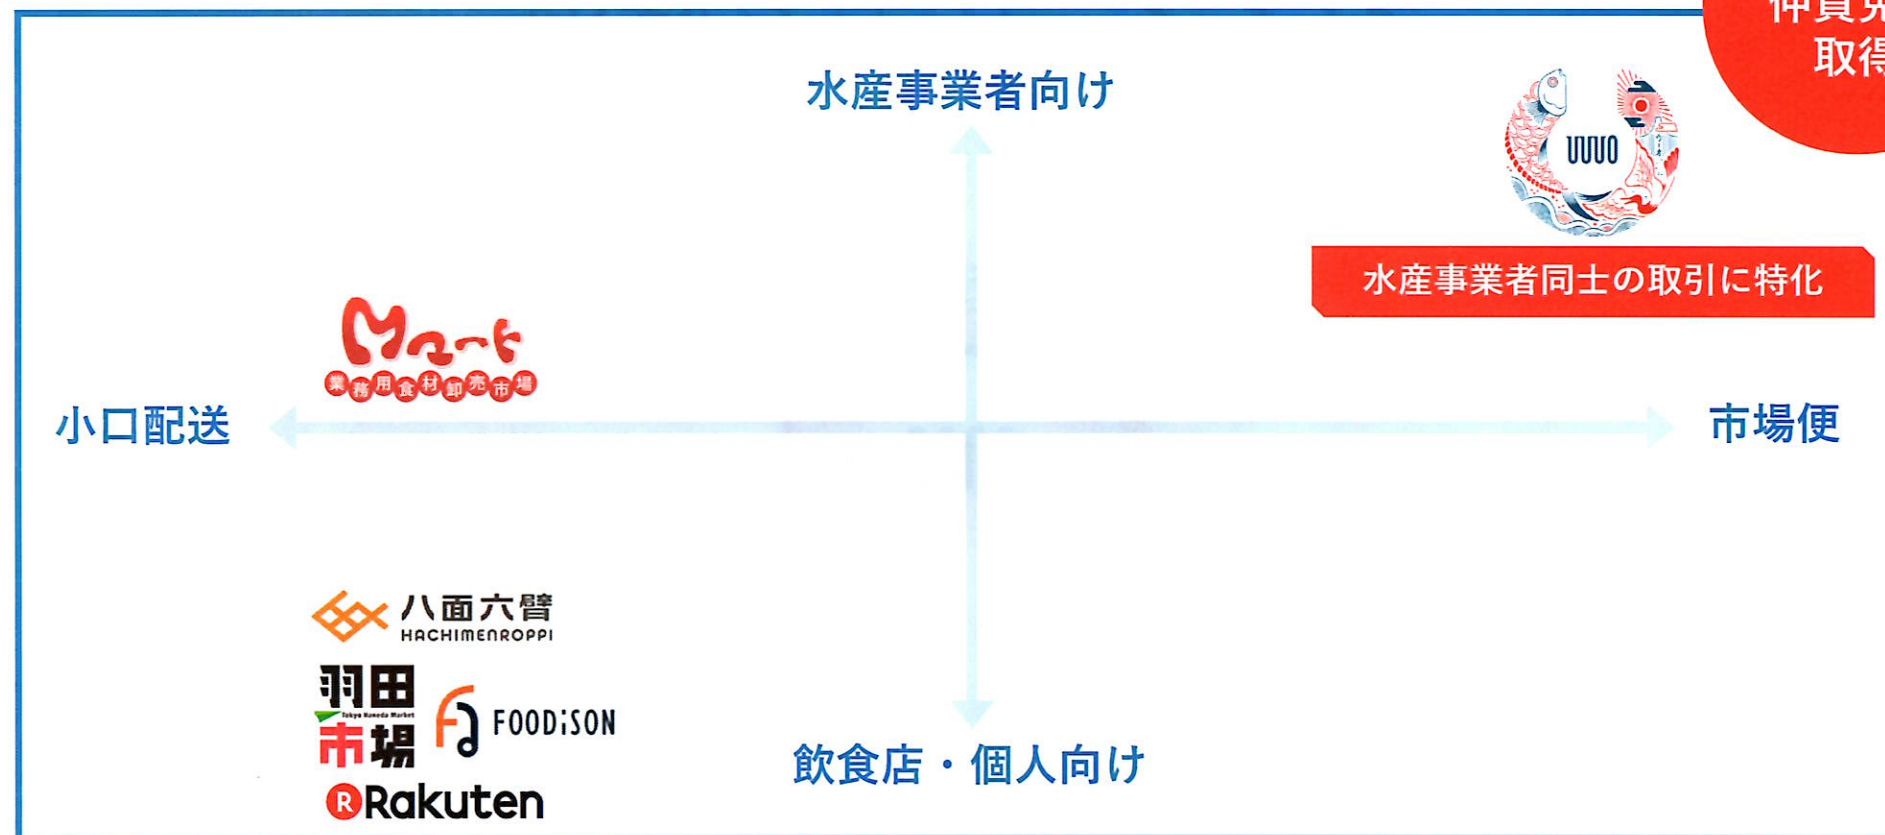 取得
水産事業者向け
UUUO
水産事業者同士の取引に特化
Mマート
業務用食材卸売市場
小口配送
市場便
八面六臂
HACHIMENROPPI
羽田
Tokyo Haneda Market
市場
FOODiSON
R Rakuten
飲食店・個人向け